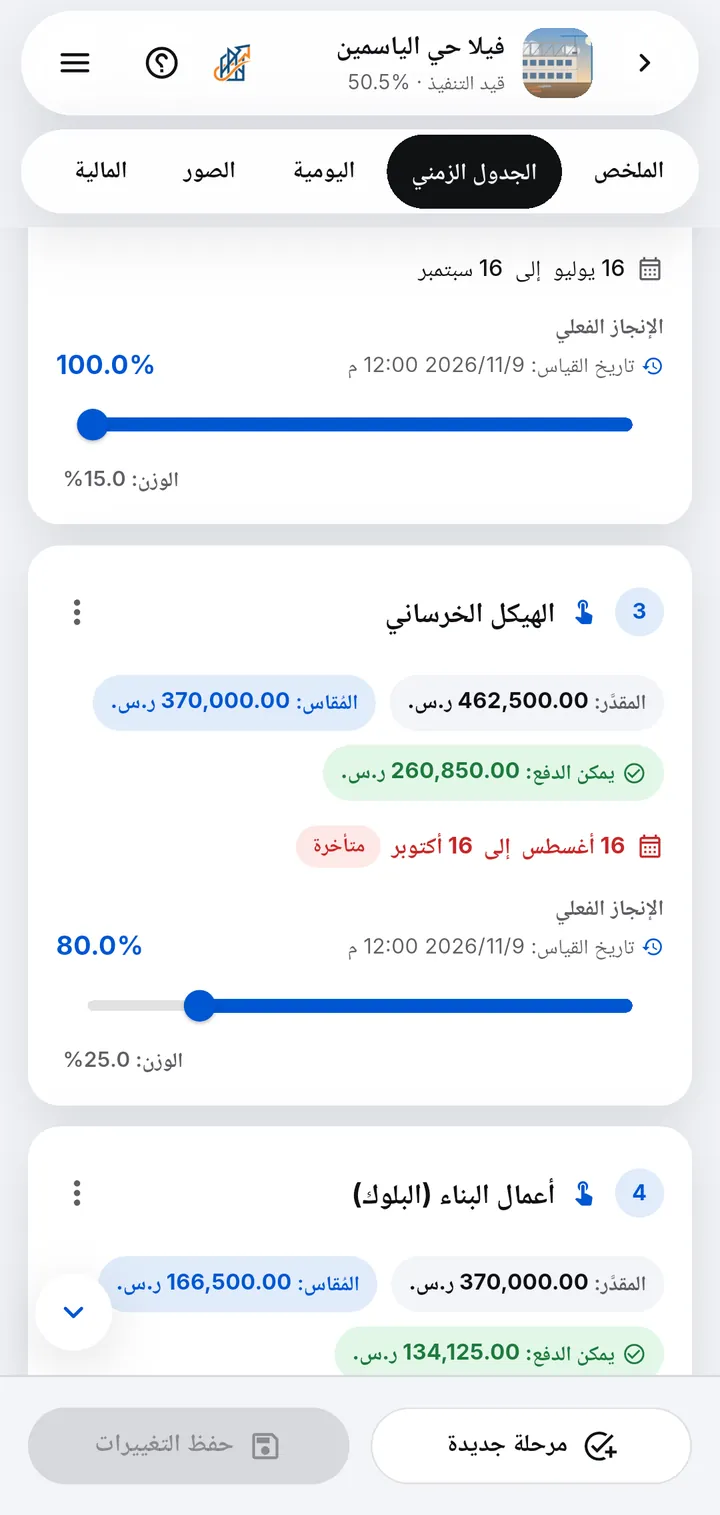 فيلا حي الياسمين
قيد التنفيذ · 50.5%
الملخص
الجدول الزمني
اليومية
الصور
المالية
16 يوليو إلى 16 سبتمبر
الإنجاز الفعلي
تاريخ القياس: 2026/11/9 12:00 م
100.0%
الوزن: 15.0%
3
الهيكل الخرساني
المقدَّر: 462,500.00 ر.س.
المُقاس: 370,000.00 ر.س.
يمكن الدفع: 260,850.00 ر.س.
16 أغسطس إلى 16 أكتوبر
متأخرة
الإنجاز الفعلي
تاريخ القياس: 2026/11/9 12:00 م
80.0%
الوزن: 25.0%
4
أعمال البناء (البلوك)
المقدَّر: 370,000.00 ر.س.
المُقاس: 166,500.00 ر.س.
يمكن الدفع: 134,125.00 ر.س.
مرحلة جديدة
حفظ التغييرات